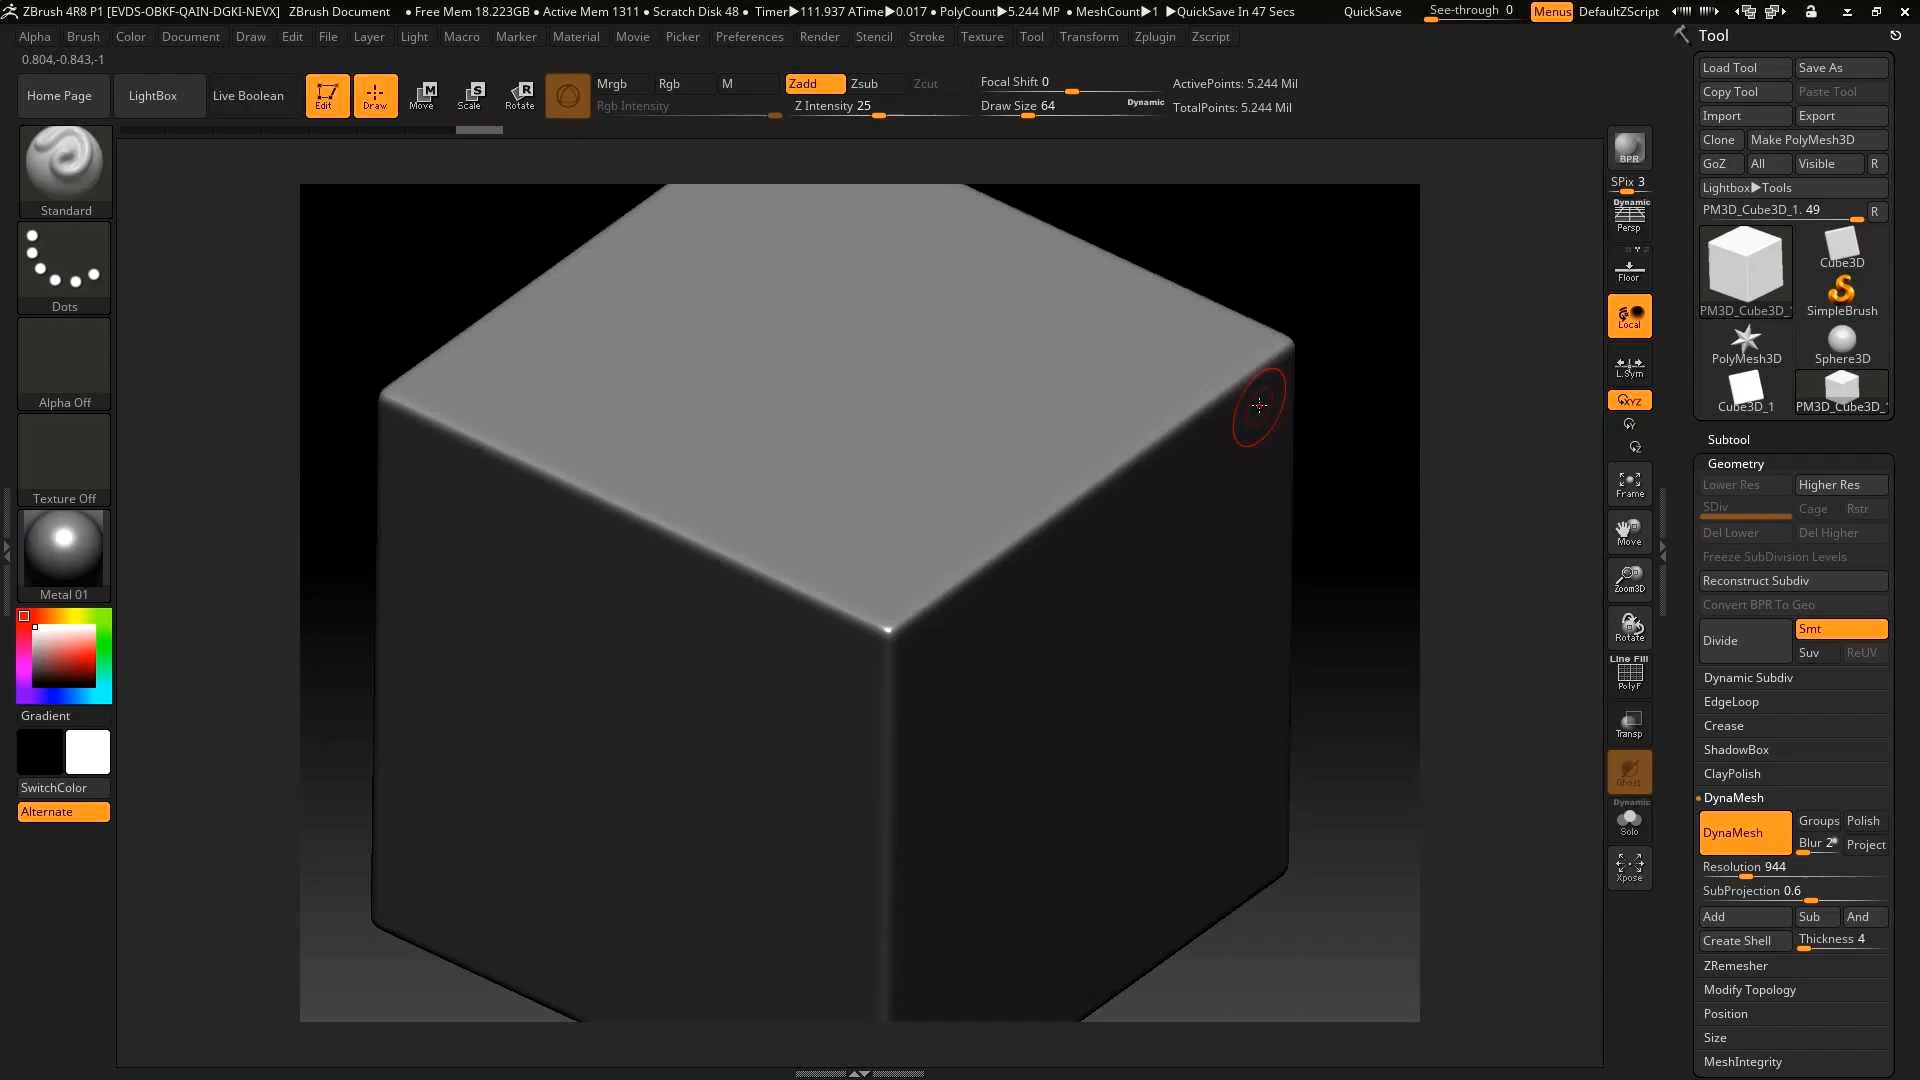 ZBrush 4R8 P1 [EVDS-OBKF-QAIN-DGKI-NEVX] ZBrush Document • Free Mem 18.223GB • Active Mem 1311 • Scratch Disk 48 • Timer▶111.937 ATime▶0.017 • PolyCount▶5.244 MP • MeshCount▶1 ▶QuickSave In 47 Secs QuickSave See-through 0 Menus DefaultZScript
Alpha Brush Color Document Draw Edit File Layer Light Macro Marker Material Movie Picker Preferences Render Stencil Stroke Texture Tool Transform Zplugin Zscript
0.804,-0.843,-1
Home Page LightBox Live Boolean Edit Draw Move Scale Rotate
Mrgb Rgb M Zadd Zsub Zcut Focal Shift 0 ActivePoints: 5.244 Mil
Rgb Intensity Z Intensity 25 Draw Size 64 Dynamic TotalPoints: 5.244 Mil
Standard
Dots
Alpha Off
Texture Off
Metal 01
Gradient
SwitchColor
Alternate
BPR
SPix 3
Dynamic
Persp
Floor
Local
L.Sym
XYZ
Y
Z
Frame
Move
Zoom3D
Rotate
Line Fill
PolyF
Transp
Ghost
Dynamic
Solo
Xpose
Tool
Load Tool Save As
Copy Tool Paste Tool
Import Export
Clone Make PolyMesh3D
GoZ All Visible R
Lightbox▶Tools
PM3D_Cube3D_1. 49 R
Cube3D
PM3D_Cube3D_1 SimpleBrush
PolyMesh3D Sphere3D
Cube3D_1 PM3D_Cube3D_1
Subtool
Geometry
Lower Res Higher Res
SDiv Cage Rstr
Del Lower Del Higher
Freeze SubDivision Levels
Reconstruct Subdiv
Convert BPR To Geo
Divide Smt
Suv ReUV
Dynamic Subdiv
EdgeLoop
Crease
ShadowBox
ClayPolish
DynaMesh
DynaMesh Groups Polish
Blur 2 Project
Resolution 944
SubProjection 0.6
Add Sub And
Create Shell Thickness 4
ZRemesher
Modify Topology
Position
Size
MeshIntegrity